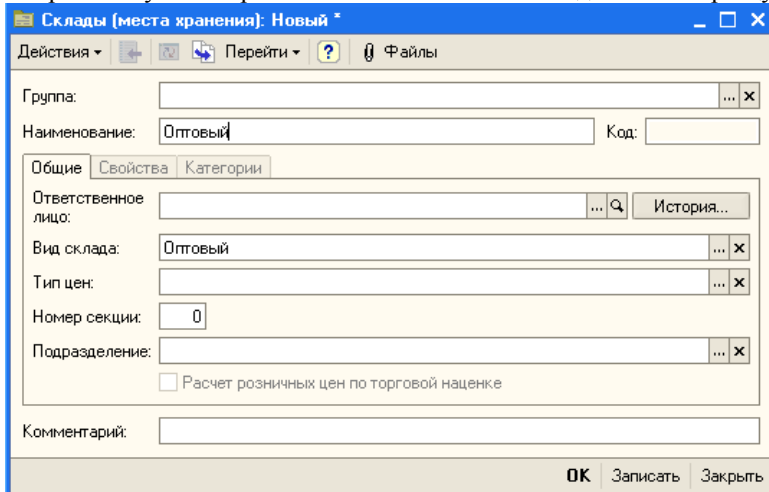 Склады (места хранения): Новый *
Действия Перейти ? Файлы
Группа: ... x
Наименование: Оптовый Код:
Общие Свойства Категории
Ответственное лицо: ... История...
Вид склада: Оптовый ... x
Тип цен: ... x
Номер секции: 0
Подразделение: ... x
Расчет розничных цен по торговой наценке
Комментарий:
OK Записать Закрыть